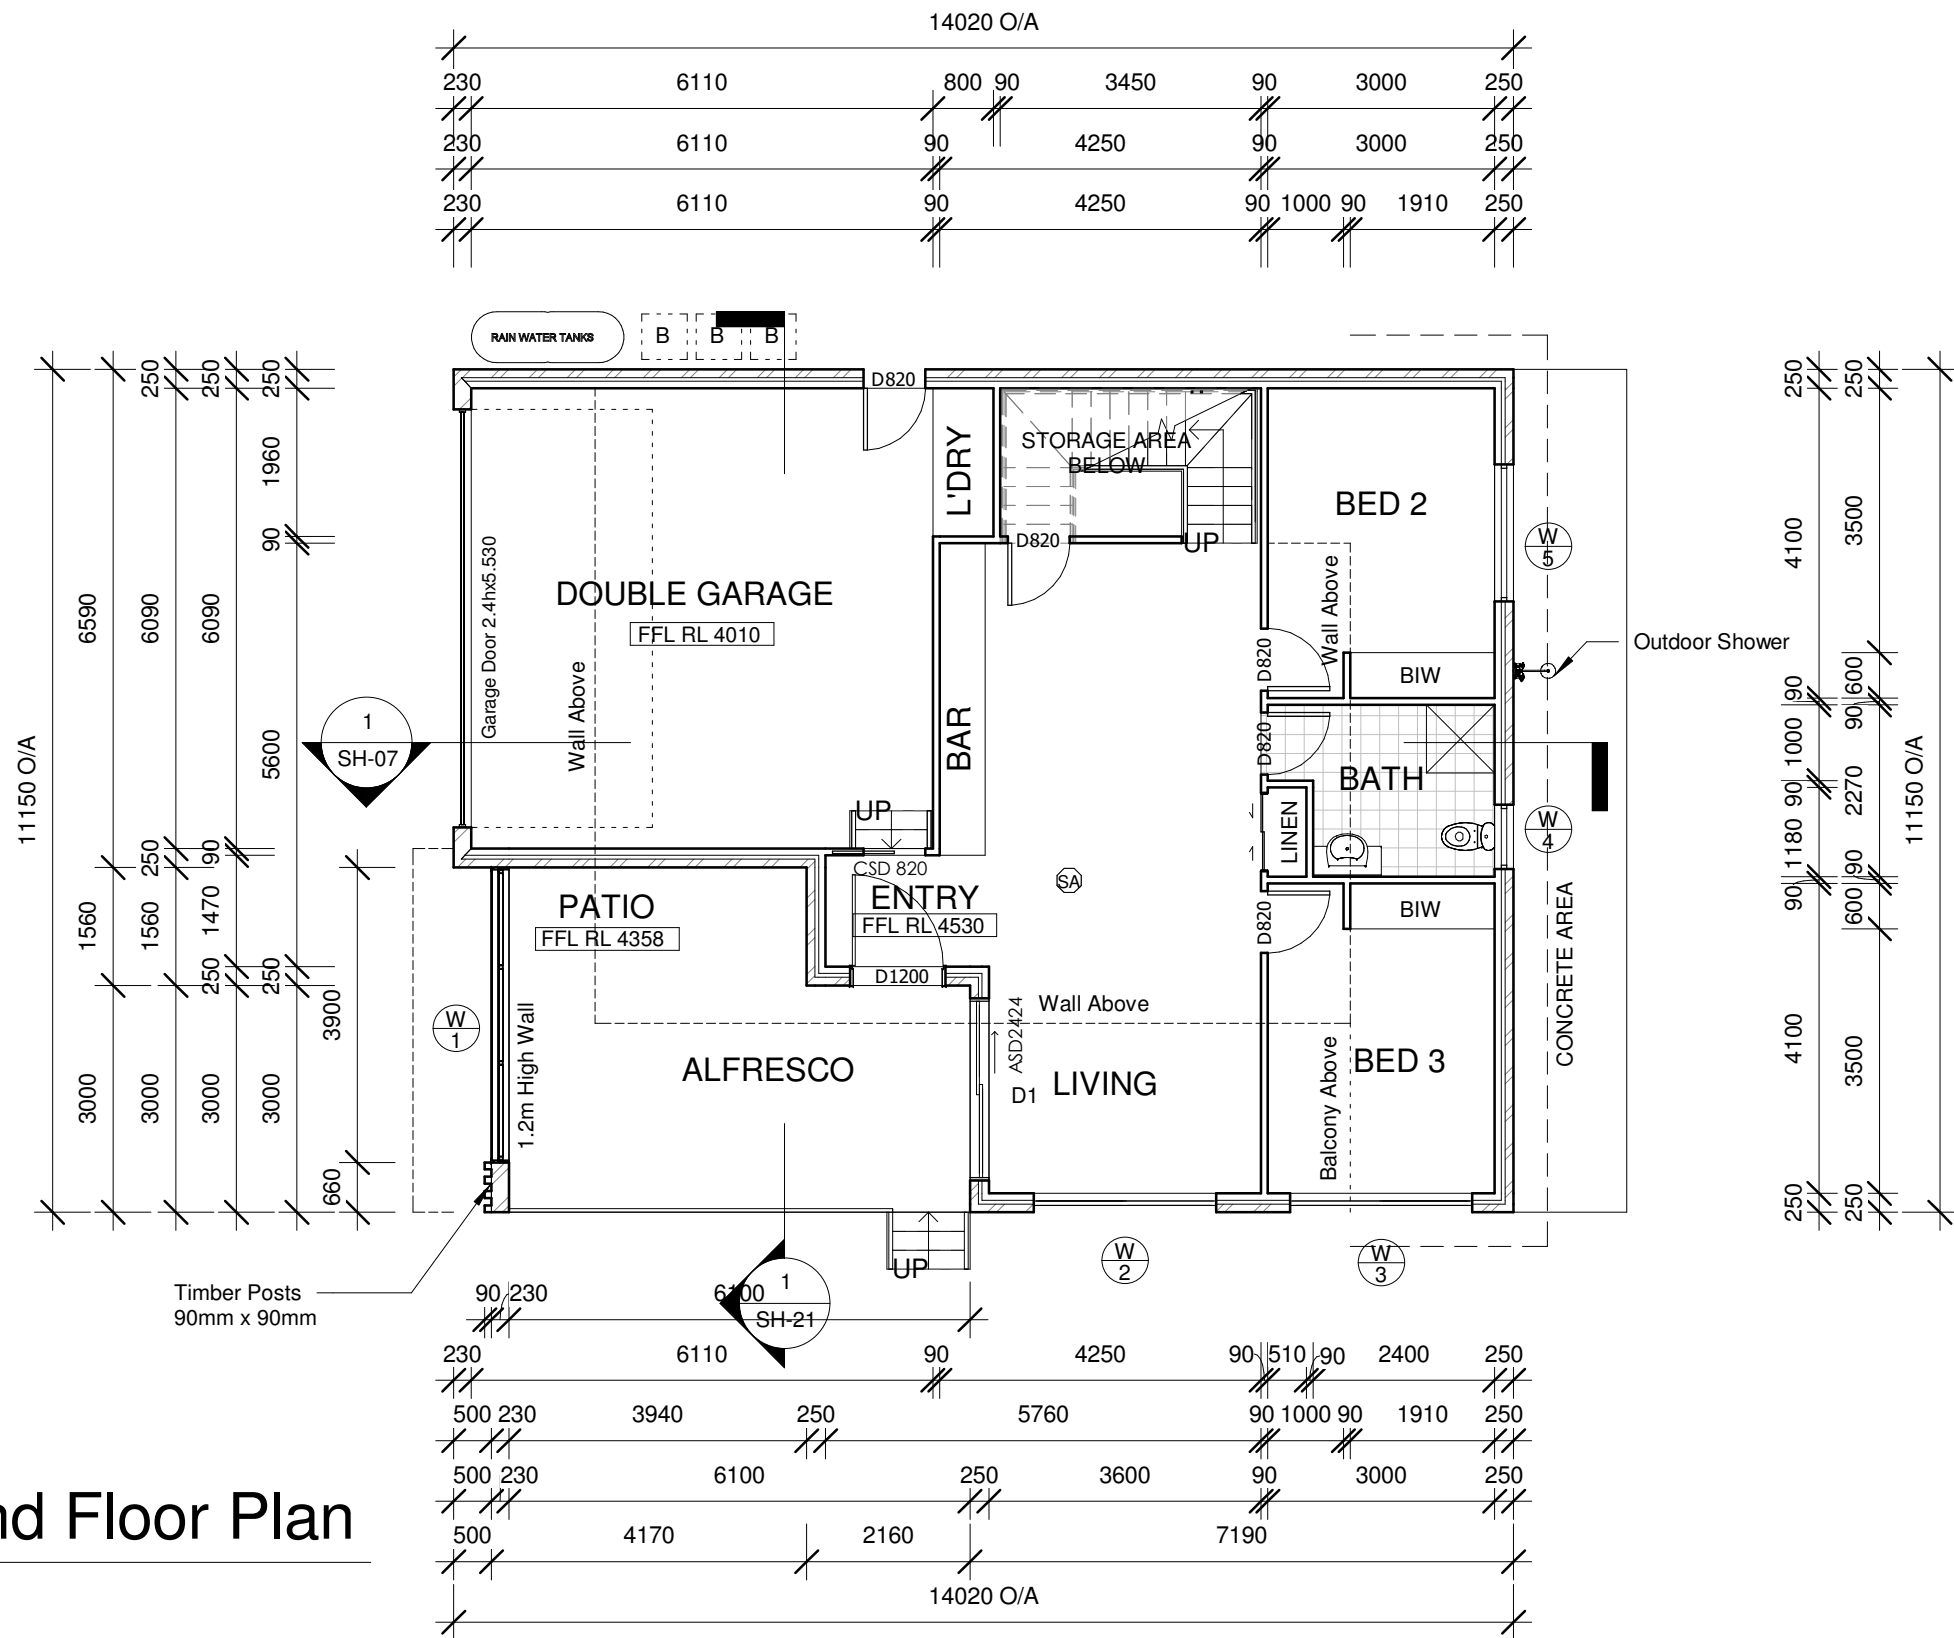 14020 O/A
230 6110 800 90 3450 90 3000 250
230 6110 90 4250 90 3000 250
230 6110 90 4250 90 1000 90 1910 250
RAIN WATER TANKS
B B B
D820
250 250 250
1960
90
6590 6090 6090
5600
11150 O/A
250 90
1560 1560 1470
250 250
3900
3000 3000 3000 3000
660
L'DRY
STORAGE AREA
BELOW
D820
UP
BED 2
W
5
DOUBLE GARAGE
FFL RL 4010
Garage Door 2.4hx5.530
Wall Above
Wall Above
D820
BIW
Outdoor Shower
1
SH-07
BAR
D820
BATH
LINEN
W
4
UP
CSD 820
SA
PATIO
FFL RL 4358
ENTRY
FFL RL 4530
D820
BIW
D1200
CONCRETE AREA
W
1
1.2m High Wall
ASD2424
Wall Above
ALFRESCO
D1
LIVING
Balcony Above
BED 3
250 250
4100 3500
90 600
1000 90
90 2270
1180 90
90 600
4100 3500
250 250
11150 O/A
UP
W
2
W
3
Timber Posts
90mm x 90mm
90 230 6100
1
SH-21
230 6110 90 4250 90 510 90 2400 250
500 230 3940 250 5760 90 1000 90 1910 250
500 230 6100 250 3600 90 3000 250
500 4170 2160 7190
14020 O/A
nd Floor Plan